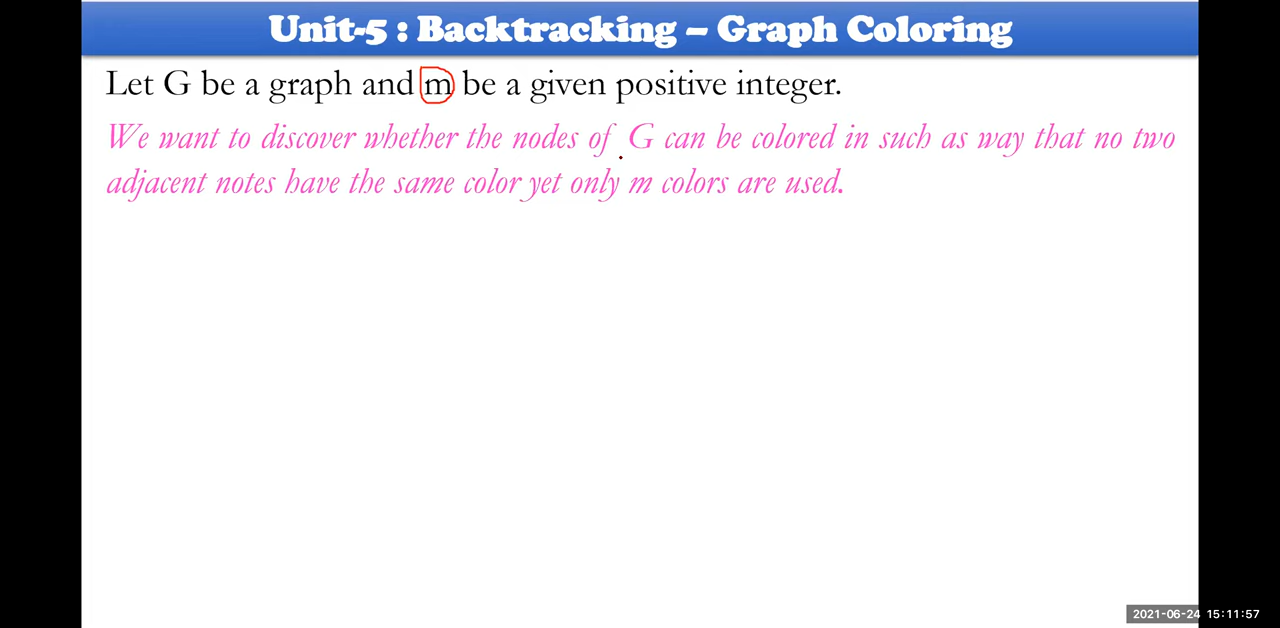 Unit-5 : Backtracking – Graph Coloring
Let G be a graph and m be a given positive integer.
We want to discover whether the nodes of G can be colored in such as way that no two
adjacent notes have the same color yet only m colors are used.
2021-06-24 15:11:57